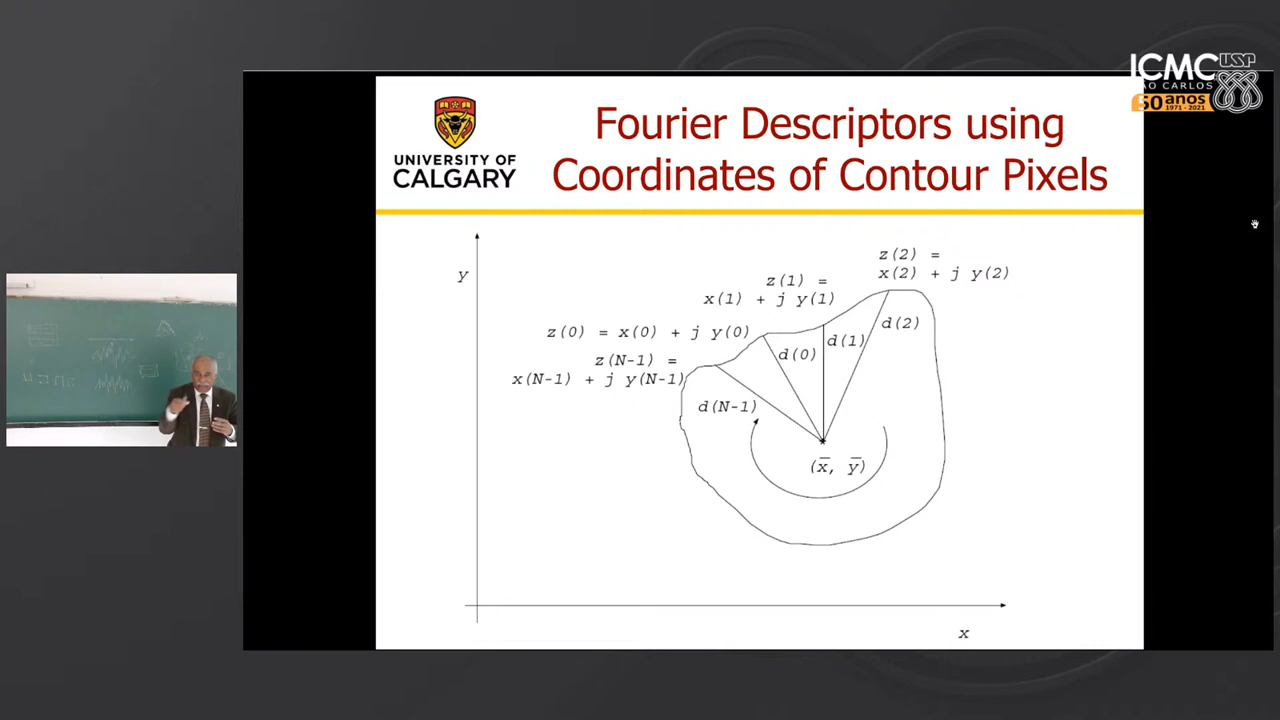 ICMC USP
SÃO CARLOS
50 anos
1971 - 2021
UNIVERSITY OF
CALGARY
Fourier Descriptors using
Coordinates of Contour Pixels
y
z(2) =
x(2) + j y(2)
z(1) =
x(1) + j y(1)
z(0) = x(0) + j y(0)
z(N-1) =
x(N-1) + j y(N-1)
d(2)
d(1)
d(0)
d(N-1)
(x̅, y̅)
x